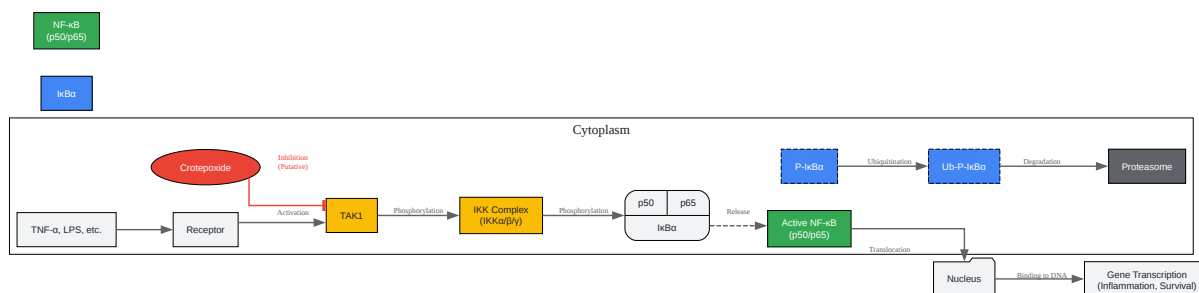 NF-κB
(p50/p65)
IκBα
Cytoplasm
Crotepoxide
Inhibition
(Putative)
P-IκBα
Ubiquitination
Ub-P-IκBα
Degradation
Proteasome
TNF-α, LPS, etc.
Receptor
Activation
TAK1
Phosphorylation
IKK Complex
(IKKα/β/γ)
Phosphorylation
p50
p65
IκBα
Release
Active NF-κB
(p50/p65)
Translocation
Nucleus
Binding to DNA
Gene Transcription
(Inflammation, Survival)